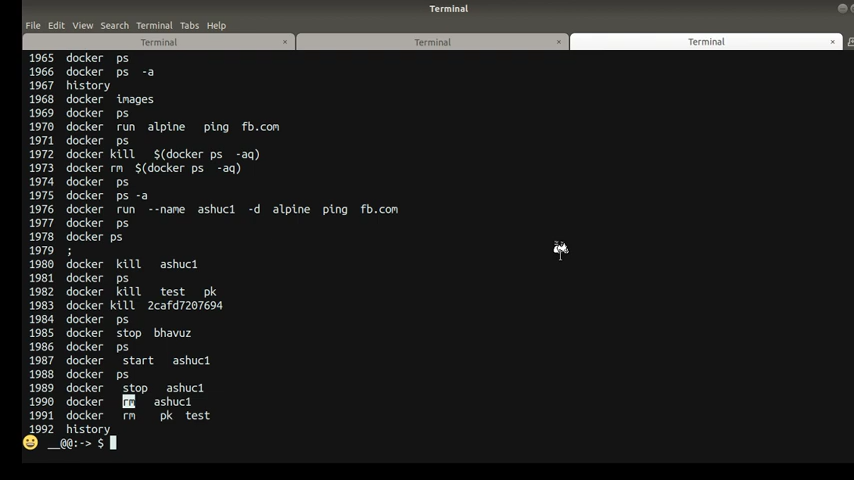 Terminal
File Edit View Search Terminal Tabs Help
Terminal × Terminal × Terminal ×
1965 docker ps
1966 docker ps -a
1967 history
1968 docker images
1969 docker ps
1970 docker run alpine ping fb.com
1971 docker ps
1972 docker kill $(docker ps -aq)
1973 docker rm $(docker ps -aq)
1974 docker ps
1975 docker ps -a
1976 docker run --name ashuc1 -d alpine ping fb.com
1977 docker ps
1978 docker ps
1979 ;
1980 docker kill ashuc1
1981 docker ps
1982 docker kill test pk
1983 docker kill 2cafd7207694
1984 docker ps
1985 docker stop bhavuz
1986 docker ps
1987 docker start ashuc1
1988 docker ps
1989 docker stop ashuc1
1990 docker rm ashuc1
1991 docker rm pk test
1992 history
😀 __@@:-> $